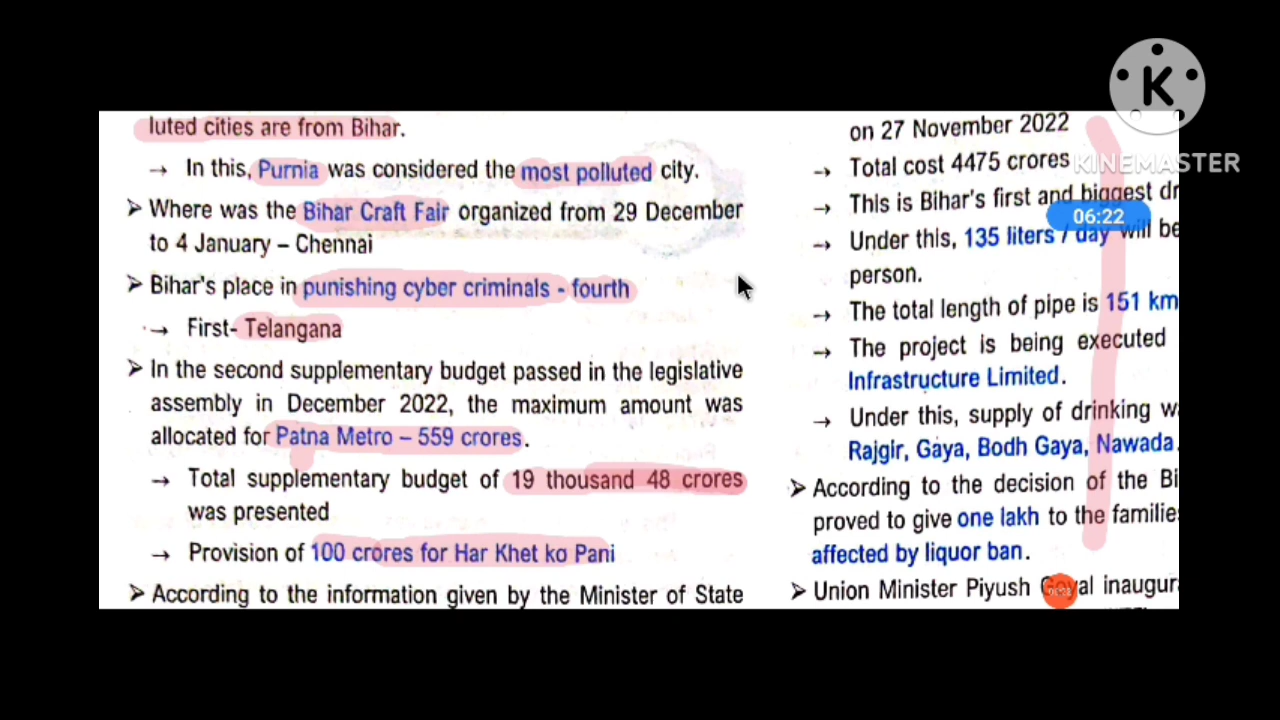 luted cities are from Bihar.
→ In this, Purnia was considered the most polluted city.
➤ Where was the Bihar Craft Fair organized from 29 December
to 4 January – Chennai
➤ Bihar's place in punishing cyber criminals - fourth
→ First- Telangana
➤ In the second supplementary budget passed in the legislative
assembly in December 2022, the maximum amount was
allocated for Patna Metro – 559 crores.
→ Total supplementary budget of 19 thousand 48 crores
was presented
→ Provision of 100 crores for Har Khet ko Pani
➤ According to the information given by the Minister of State
on 27 November 2022
→ Total cost 4475 crores
→ This is Bihar's first and biggest dr
→ Under this, 135 liters / day will be
person.
→ The total length of pipe is 151 km
→ The project is being executed
Infrastructure Limited.
→ Under this, supply of drinking w
Rajgir, Gaya, Bodh Gaya, Nawada.
➤ According to the decision of the Bi
proved to give one lakh to the familie
affected by liquor ban.
➤ Union Minister Piyush Goyal inaugur
K
KINEMASTER
06:22